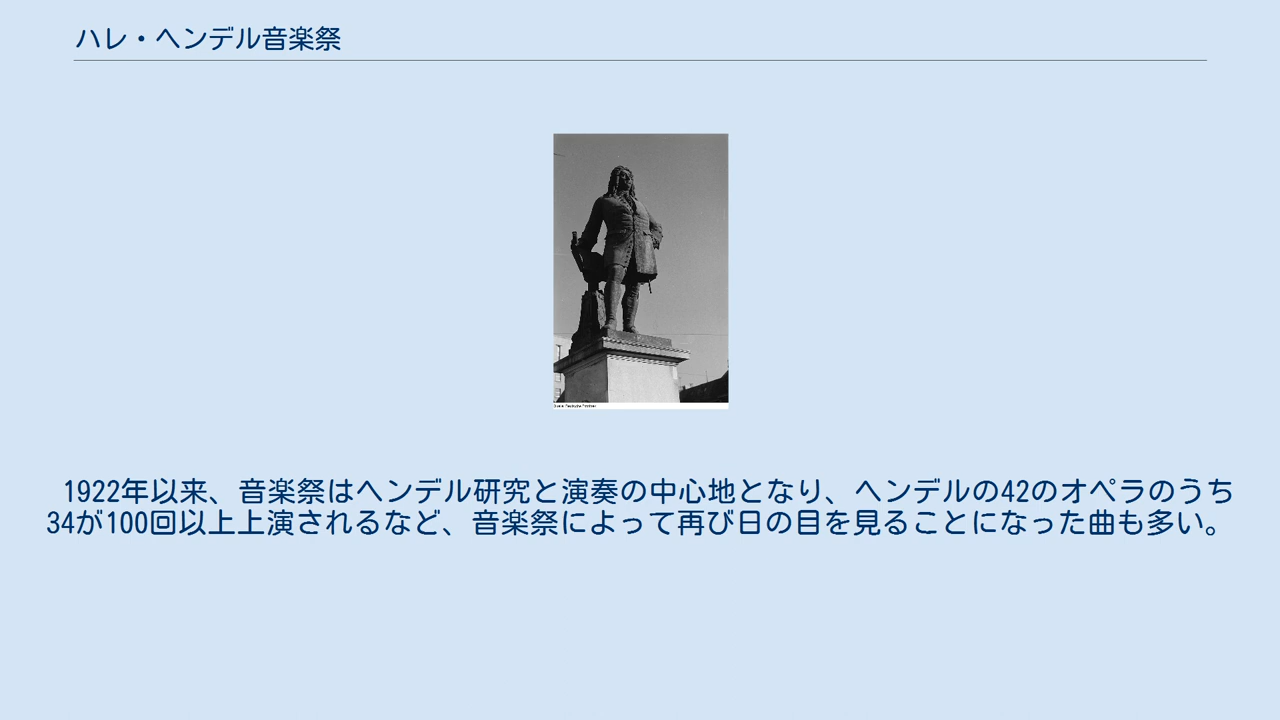 ハレ・ヘンデル音楽祭
1922年以来、音楽祭はヘンデル研究と演奏の中心地となり、ヘンデルの42のオペラのうち
34が100回以上上演されるなど、音楽祭によって再び日の目を見ることになった曲も多い。